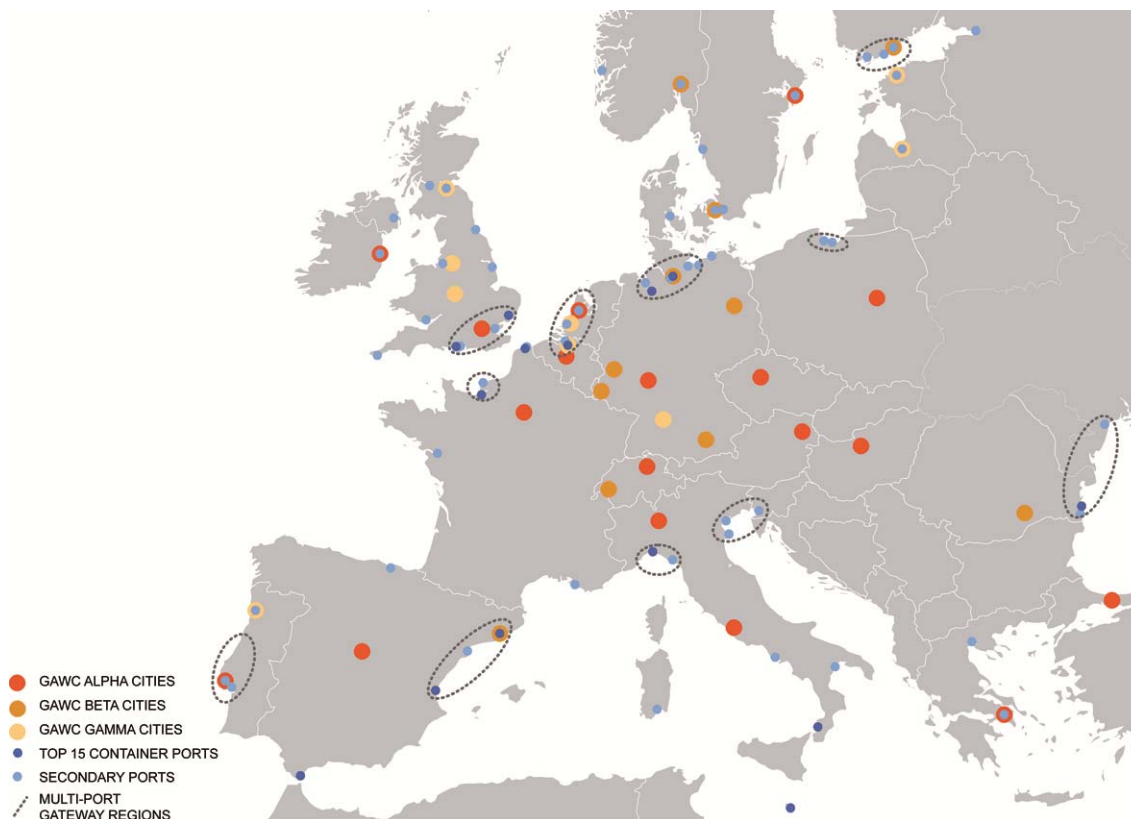 GAWC ALPHA CITIES
GAWC BETA CITIES
GAWC GAMMA CITIES
TOP 15 CONTAINER PORTS
SECONDARY PORTS
MULTI-PORT
GATEWAY REGIONS